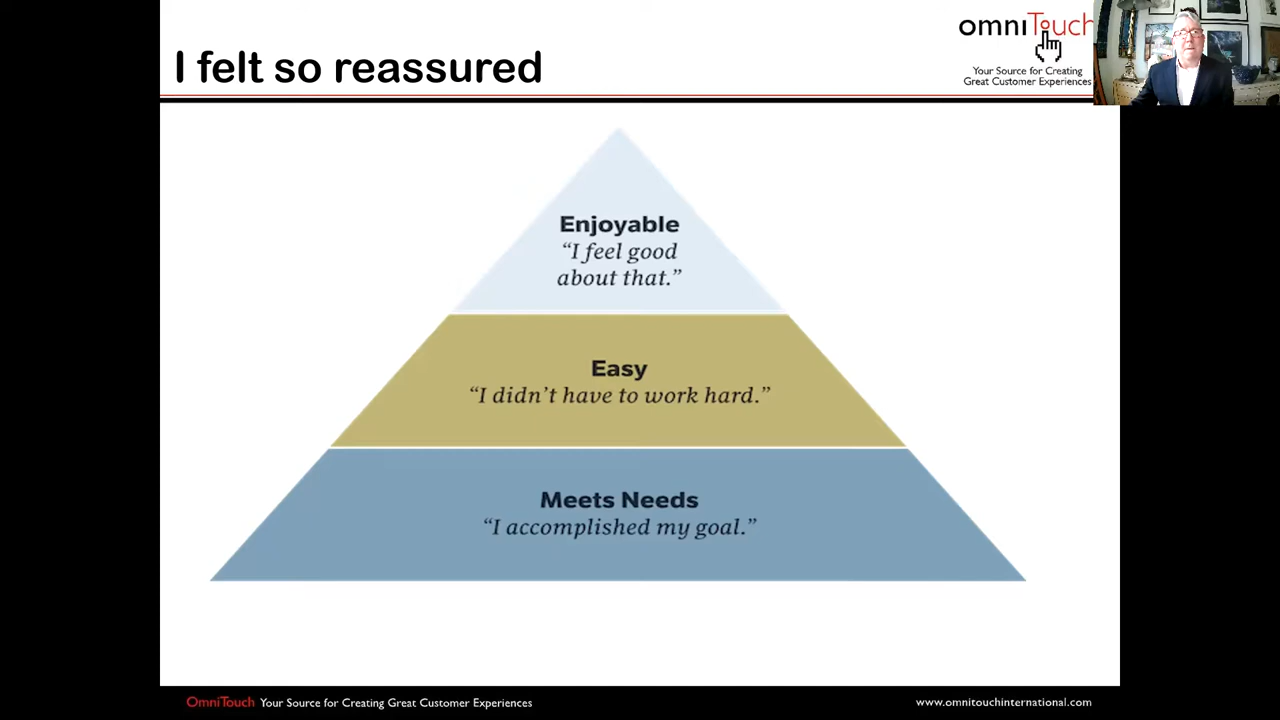 I felt so reassured
omniTouch
Your Source for Creating
Great Customer Experiences
Enjoyable
“I feel good
about that.”
Easy
“I didn’t have to work hard.”
Meets Needs
“I accomplished my goal.”
OmniTouch Your Source for Creating Great Customer Experiences
www.omnitouchinternational.com